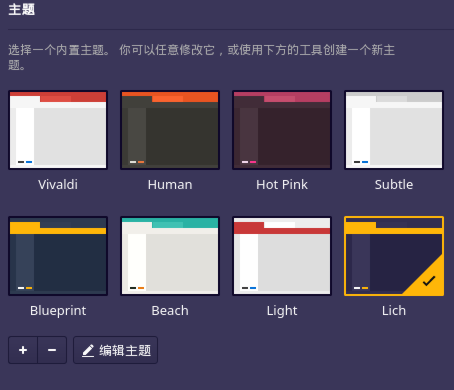 主题
选择一个内置主题。 你可以任意修改它，或使用下方的工具创建一个新主
题。
Vivaldi
Human
Hot Pink
Subtle
Blueprint
Beach
Light
Lich
+ − 编辑主题